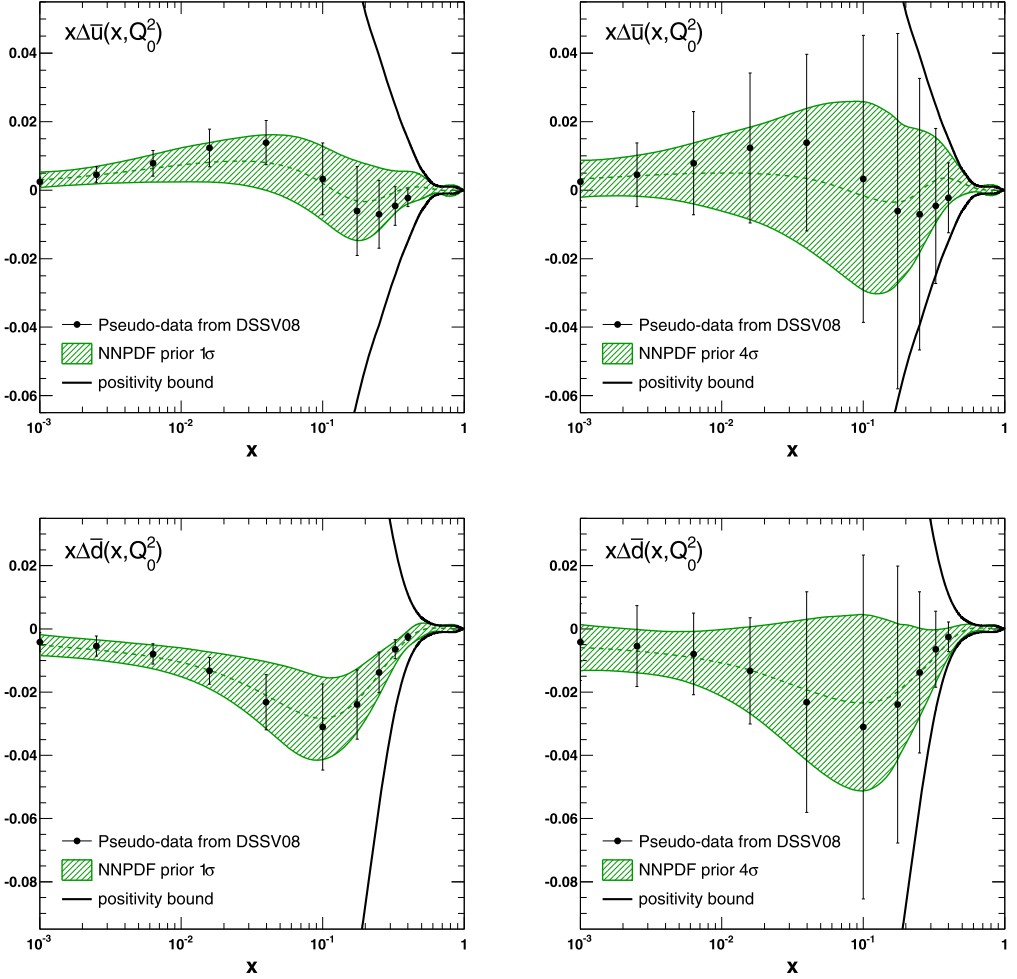 xΔu̅(x,Q₀²)
0.04
0.02
0
-0.02
-0.04
-0.06
Pseudo-data from DSSV08
NNPDF prior 1σ
positivity bound
10⁻³ 10⁻² 10⁻¹ 1
x
xΔu̅(x,Q₀²)
0.04
0.02
0
-0.02
-0.04
-0.06
Pseudo-data from DSSV08
NNPDF prior 4σ
positivity bound
10⁻³ 10⁻² 10⁻¹ 1
x
xΔd̅(x,Q₀²)
0.02
0
-0.02
-0.04
-0.06
-0.08
Pseudo-data from DSSV08
NNPDF prior 1σ
positivity bound
10⁻³ 10⁻² 10⁻¹ 1
x
xΔd̅(x,Q₀²)
0.02
0
-0.02
-0.04
-0.06
-0.08
Pseudo-data from DSSV08
NNPDF prior 4σ
positivity bound
10⁻³ 10⁻² 10⁻¹ 1
x